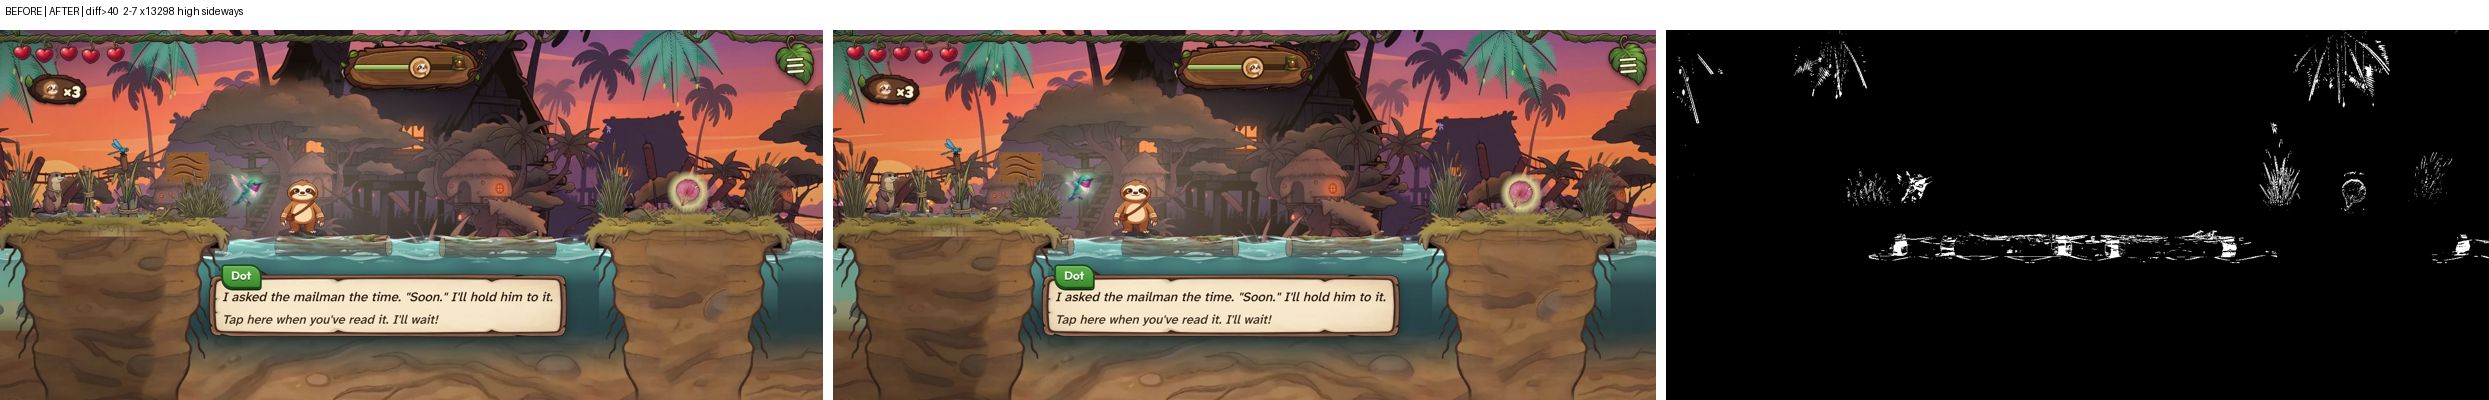 BEFORE | AFTER | diff>40 2-7 x13298 high sideways
×3
×3
Dot
I asked the mailman the time. "Soon." I'll hold him to it.
Tap here when you've read it. I'll wait!
Dot
I asked the mailman the time. "Soon." I'll hold him to it.
Tap here when you've read it. I'll wait!